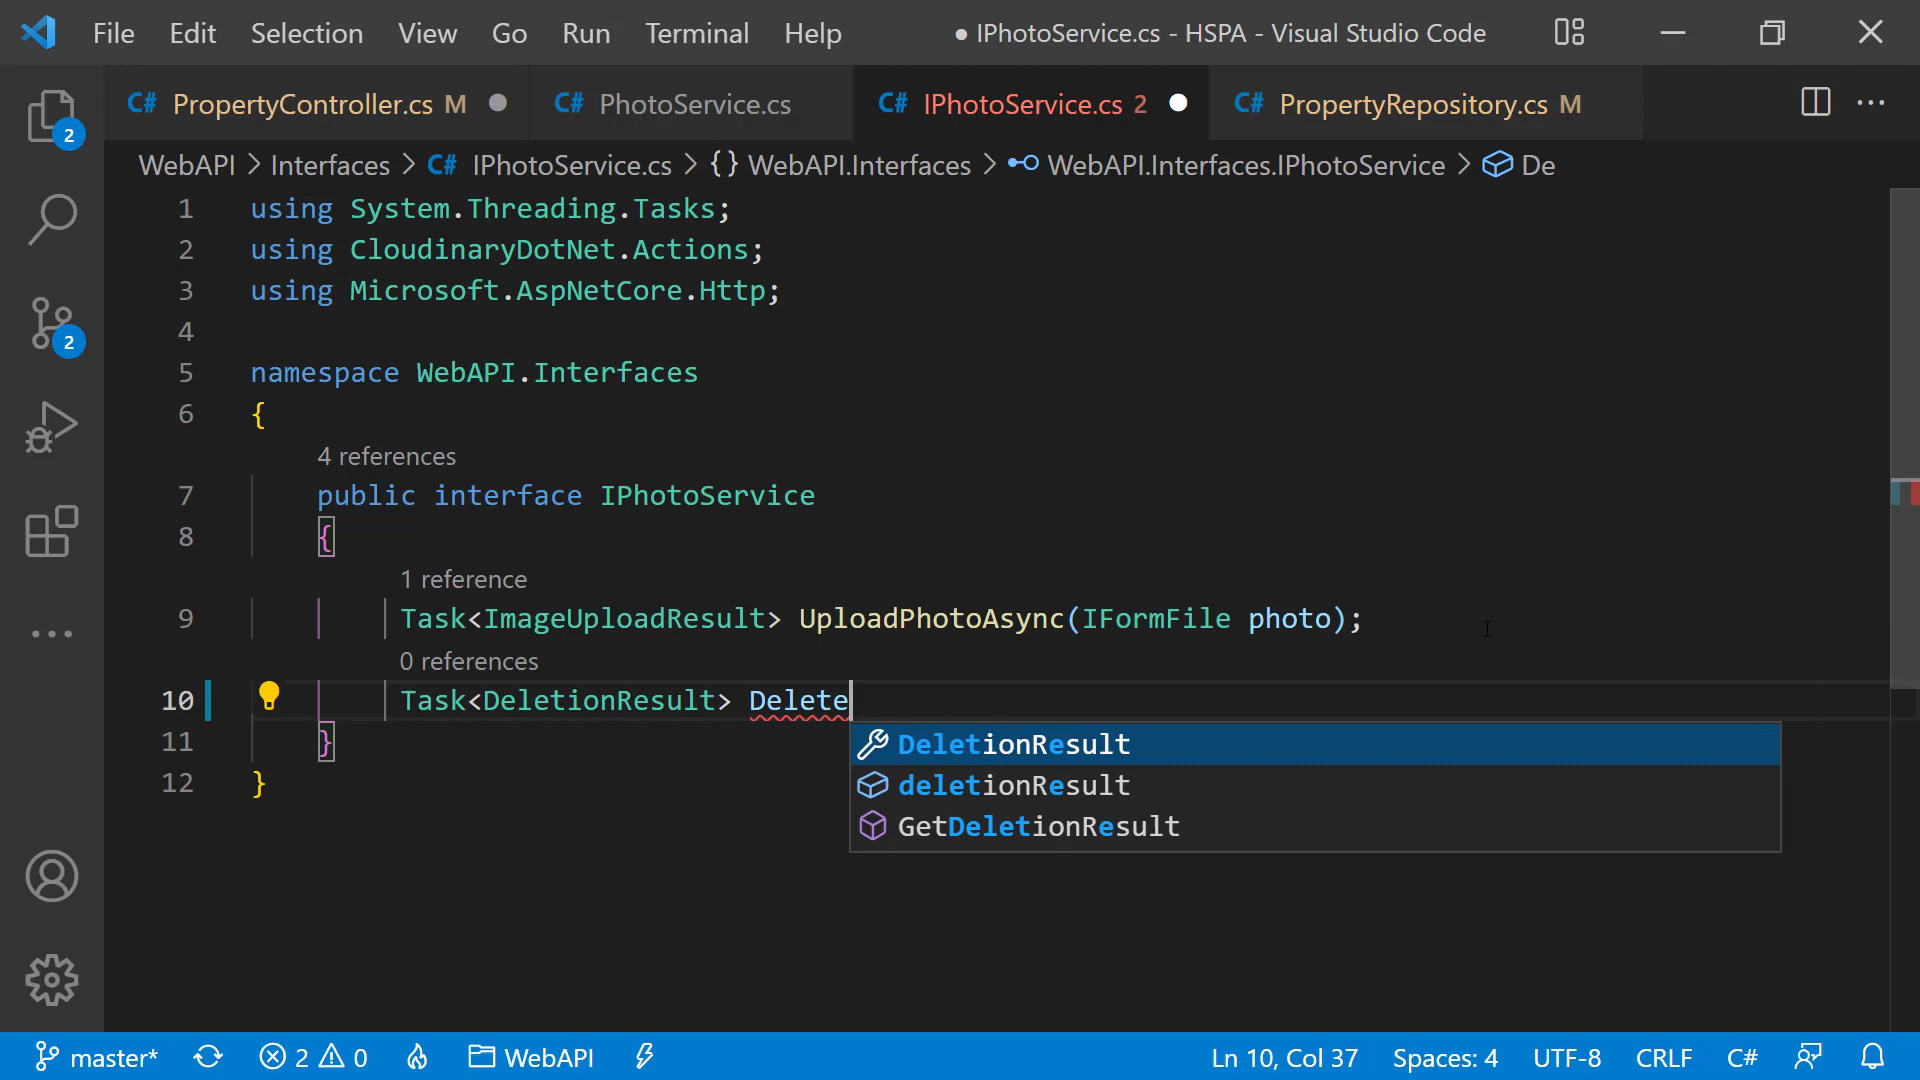 File Edit Selection View Go Run Terminal Help ● IPhotoService.cs - HSPA - Visual Studio Code
C# PropertyController.cs M C# PhotoService.cs C# IPhotoService.cs 2 C# PropertyRepository.cs M
WebAPI > Interfaces > C# IPhotoService.cs > {} WebAPI.Interfaces > WebAPI.Interfaces.IPhotoService > De
1 using System.Threading.Tasks;
2 using CloudinaryDotNet.Actions;
3 using Microsoft.AspNetCore.Http;
4
5 namespace WebAPI.Interfaces
6 {
4 references
7 public interface IPhotoService
8 {
1 reference
9 Task<ImageUploadResult> UploadPhotoAsync(IFormFile photo);
0 references
10 Task<DeletionResult> Delete
11 }
12 }
DeletionResult
deletionResult
GetDeletionResult
2
2
master* 2 0 WebAPI Ln 10, Col 37 Spaces: 4 UTF-8 CRLF C#